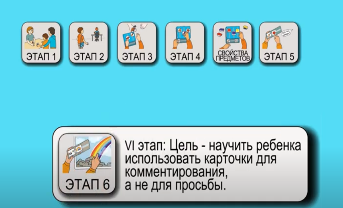 ЭТАП 1 ЭТАП 2 ЭТАП 3 ЭТАП 4 СВОЙСТВА ПРЕДМЕТОВ ЭТАП 5
ЭТАП 6
VI этап: Цель - научить ребенка
использовать карточки для
комментирования,
а не для просьбы.